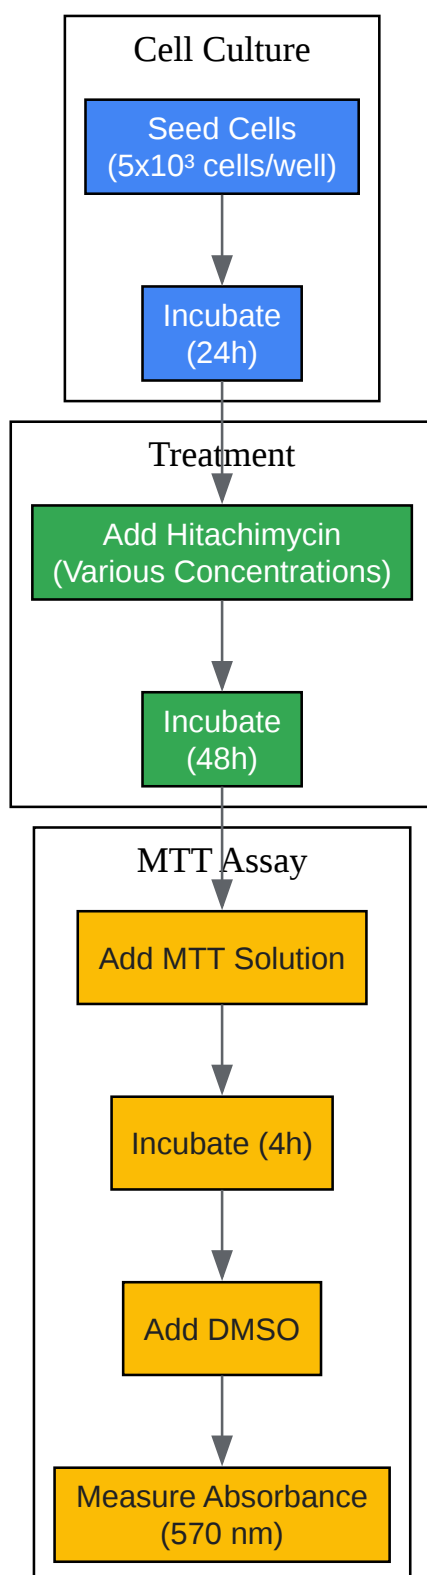 Cell Culture
Seed Cells
(5x10³ cells/well)
Incubate
(24h)
Treatment
Add Hitachimycin
(Various Concentrations)
Incubate
(48h)
MTT Assay
Add MTT Solution
Incubate (4h)
Add DMSO
Measure Absorbance
(570 nm)